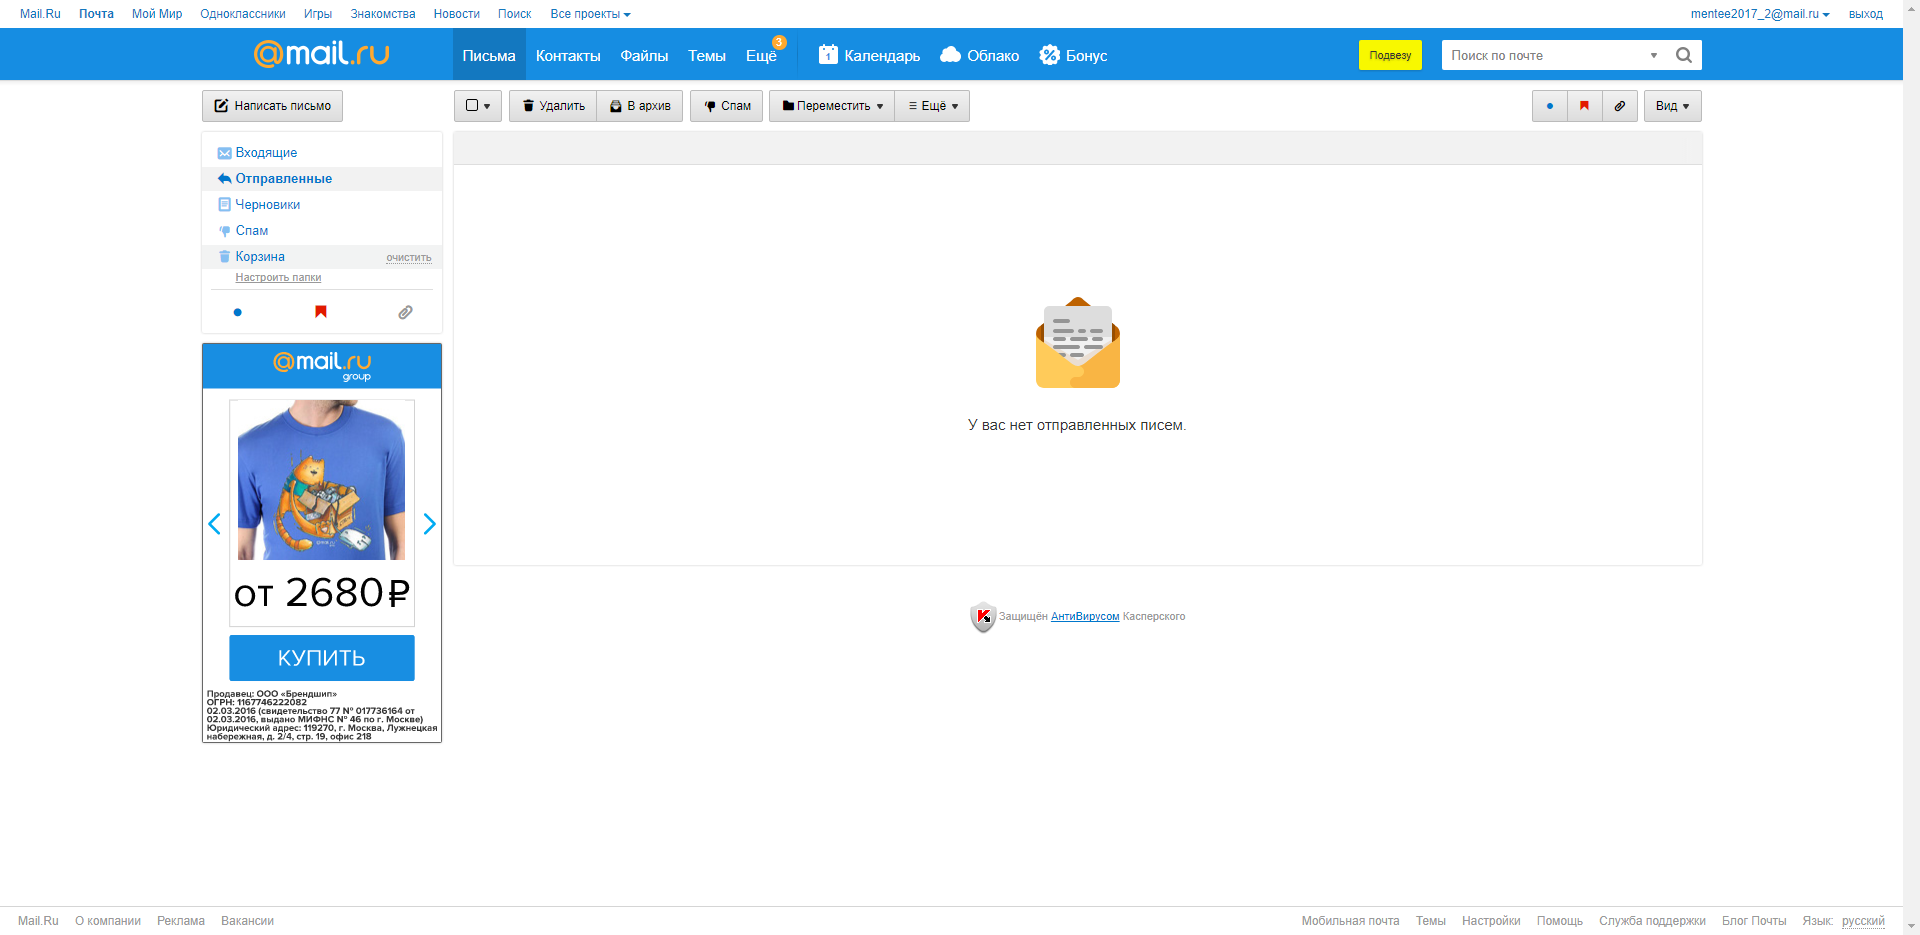 Mail.Ru Почта Мой Мир Одноклассники Игры Знакомства Новости Поиск Все проекты mentee2017_2@mail.ru выход
@mail.ru Письма Контакты Файлы Темы Ещё 3 1 Календарь Облако Бонус Подвезу Поиск по почте
Написать письмо Удалить В архив Спам Переместить Ещё Вид
Входящие
Отправленные
Черновики
Спам
Корзина очистить
Настроить папки
@mail.ru
group
от 2680₽
КУПИТЬ
Продавец: ООО «Брендшип»
ОГРН: 1167746222082
02.03.2016 (свидетельство 77 № 017736164 от
02.03.2016, выдано МИФНС № 46 по г. Москве)
Юридический адрес: 119270, г. Москва, Лужнецкая
набережная, д. 2/4, стр. 19, офис 218
У вас нет отправленных писем.
Защищён АнтиВирусом Касперского
Mail.Ru О компании Реклама Вакансии Мобильная почта Темы Настройки Помощь Служба поддержки Блог Почты Язык: русский